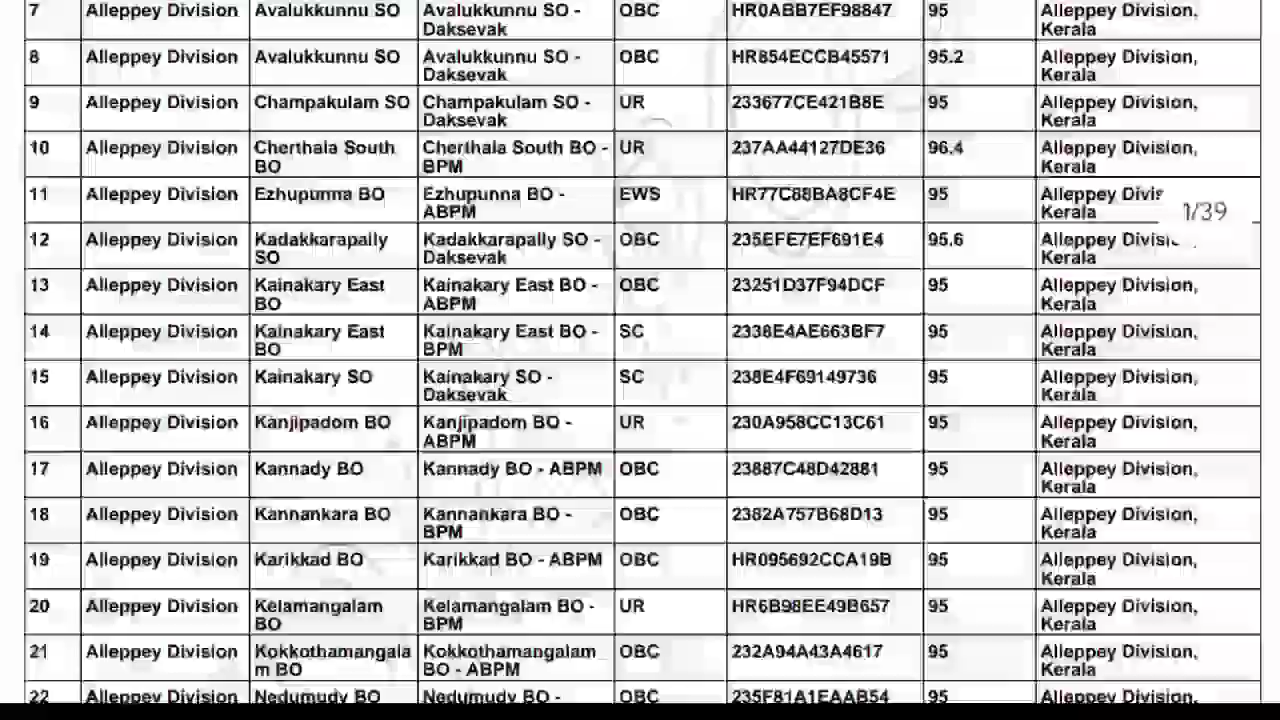 7 Alleppey Division Avalukkunnu SO Avalukkunnu SO - OBC HR0ABB7EF98847 95 Alleppey Division,
Daksevak Kerala
8 Alleppey Division Avalukkunnu SO Avalukkunnu SO - OBC HR854ECCB45571 95.2 Alleppey Division,
Daksevak Kerala
9 Alleppey Division Champakulam SO Champakulam SO - UR 233677CE421B8E 95 Alleppey Division,
Daksevak Kerala
10 Alleppey Division Cherthala South Cherthala South BO - UR 237AA44127DE36 96.4 Alleppey Division,
BO BPM Kerala
11 Alleppey Division Ezhupunna BO Ezhupunna BO - EWS HR77C88BA8CF4E 95 Alleppey
ABPM Kerala 1/39
12 Alleppey Division Kadakkarapally Kadakkarapally SO - OBC 235EFE7EF691E4 95.6 Alleppey
SO Daksevak Kerala
13 Alleppey Division Kainakary East Kainakary East BO - OBC 23251D37F94DCF 95 Alleppey Division,
BO ABPM Kerala
14 Alleppey Division Kainakary East Kainakary East BO - SC 2338E4AE663BF7 95 Alleppey Division,
BO BPM Kerala
15 Alleppey Division Kainakary SO Kainakary SO - SC 238E4F69149736 95 Alleppey Division,
Daksevak Kerala
16 Alleppey Division Kanjipadom BO Kanjipadom BO - UR 230A958CC13C61 95 Alleppey Division,
ABPM Kerala
17 Alleppey Division Kannady BO Kannady BO - ABPM OBC 23887C48D42881 95 Alleppey Division,
Kerala
18 Alleppey Division Kannankara BO Kannankara BO - OBC 2382A757B68D13 95 Alleppey Division,
BPM Kerala
19 Alleppey Division Karikkad BO Karikkad BO - ABPM OBC HR095692CCA19B 95 Alleppey Division,
Kerala
20 Alleppey Division Kelamangalam Kelamangalam BO - UR HR6B98EE49B657 95 Alleppey Division,
BO BPM Kerala
21 Alleppey Division Kokkothamangala Kokkothamangalam OBC 232A94A43A4617 95 Alleppey Division,
m BO BO - ABPM Kerala
22 Alleppey Division Nedumudy BO Nedumudy BO - OBC 235F81A1EAAB54 95 Alleppey Division,